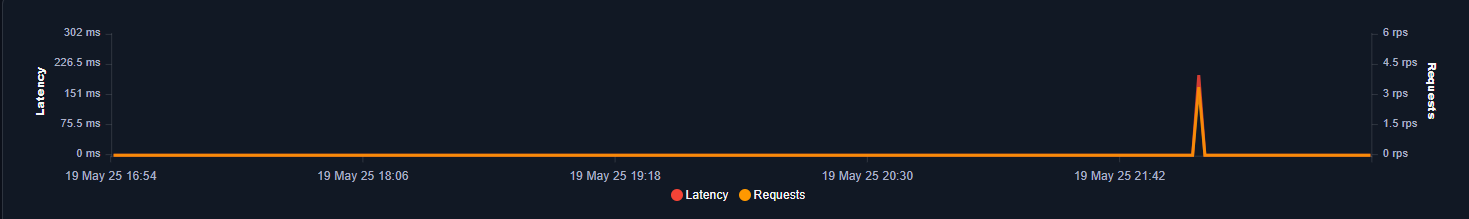 302 ms
226.5 ms
151 ms
75.5 ms
0 ms
Latency
6 rps
4.5 rps
3 rps
1.5 rps
0 rps
Requests
19 May 25 16:54
19 May 25 18:06
19 May 25 19:18
19 May 25 20:30
19 May 25 21:42
Latency
Requests